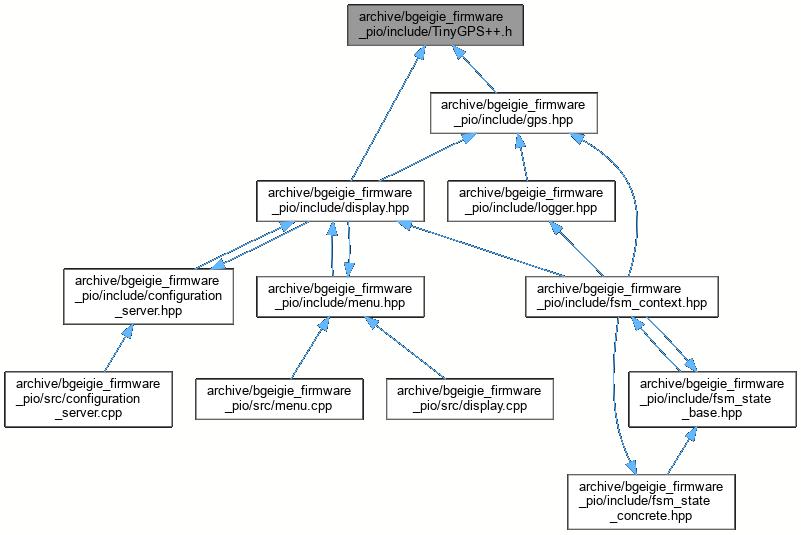 archive/bgeigie_firmware
_pio/include/TinyGPS++.h
archive/bgeigie_firmware
_pio/include/gps.hpp
archive/bgeigie_firmware
_pio/include/display.hpp
archive/bgeigie_firmware
_pio/include/logger.hpp
archive/bgeigie_firmware
_pio/include/configuration
_server.hpp
archive/bgeigie_firmware
_pio/include/menu.hpp
archive/bgeigie_firmware
_pio/include/fsm_context.hpp
archive/bgeigie_firmware
_pio/src/configuration
_server.cpp
archive/bgeigie_firmware
_pio/src/menu.cpp
archive/bgeigie_firmware
_pio/src/display.cpp
archive/bgeigie_firmware
_pio/include/fsm_state
_base.hpp
archive/bgeigie_firmware
_pio/include/fsm_state
_concrete.hpp